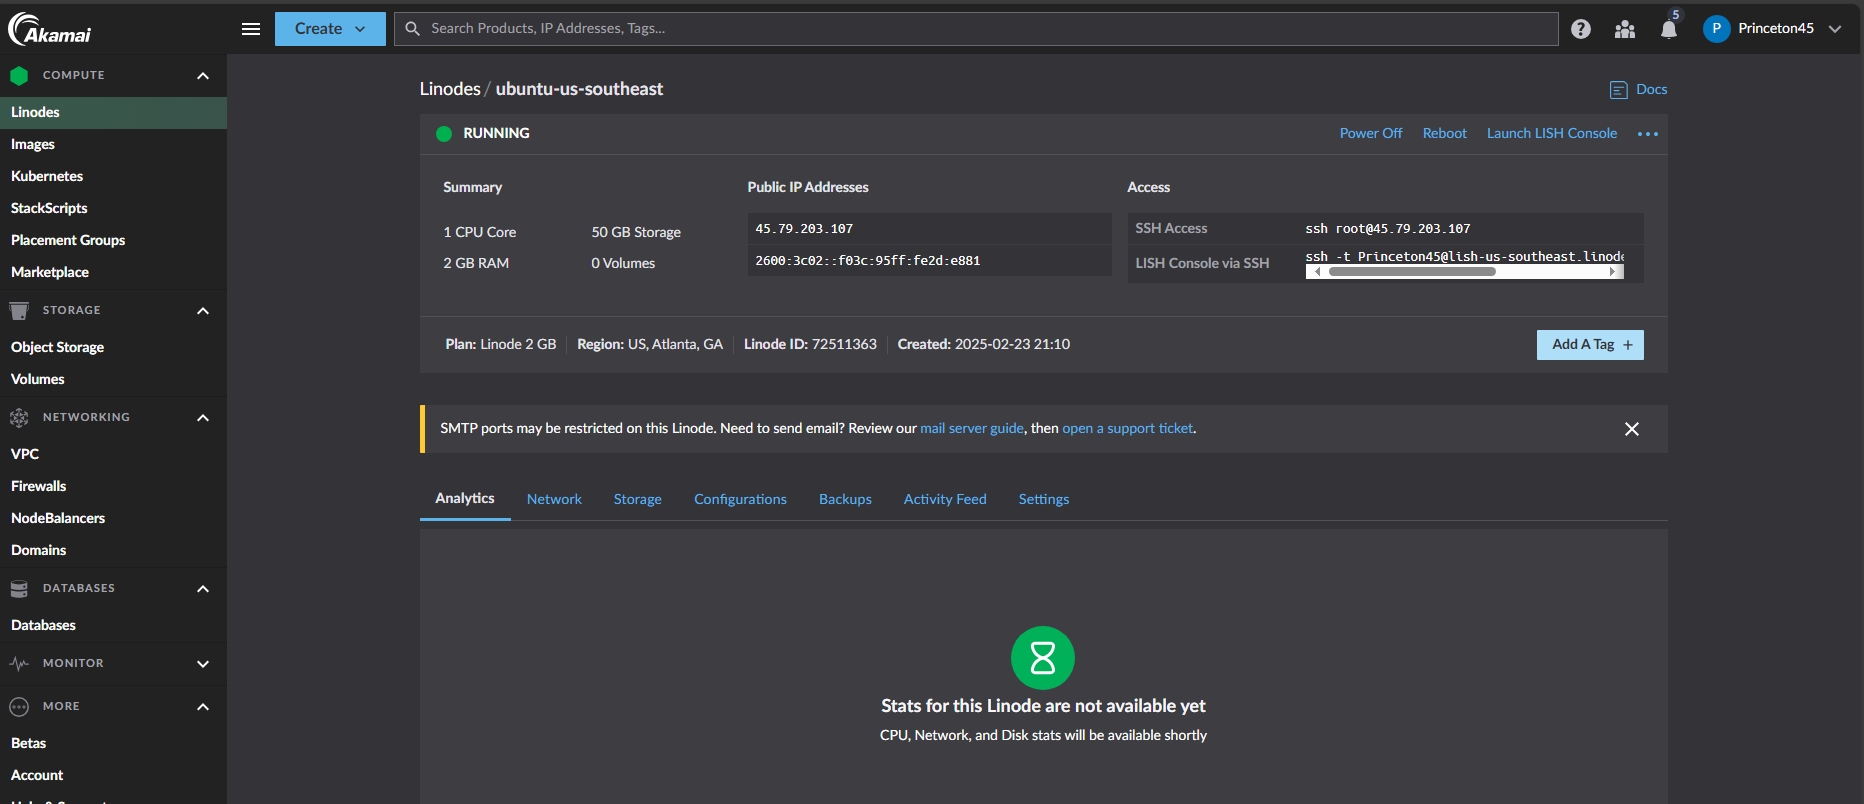 Akamai
Create
Search Products, IP Addresses, Tags...
5
P
Princeton45
COMPUTE
Linodes
Images
Kubernetes
StackScripts
Placement Groups
Marketplace
STORAGE
Object Storage
Volumes
NETWORKING
VPC
Firewalls
NodeBalancers
Domains
DATABASES
Databases
MONITOR
MORE
Betas
Account
Linodes / ubuntu-us-southeast
Docs
RUNNING
Power Off
Reboot
Launch LISH Console
Summary
1 CPU Core
50 GB Storage
2 GB RAM
0 Volumes
Public IP Addresses
45.79.203.107
2600:3c02::f03c:95ff:fe2d:e881
Access
SSH Access
ssh root@45.79.203.107
LISH Console via SSH
ssh -t Princeton45@lish-us-southeast.linode
Plan: Linode 2 GB
Region: US, Atlanta, GA
Linode ID: 72511363
Created: 2025-02-23 21:10
Add A Tag +
SMTP ports may be restricted on this Linode. Need to send email? Review our mail server guide, then open a support ticket.
Analytics
Network
Storage
Configurations
Backups
Activity Feed
Settings
Stats for this Linode are not available yet
CPU, Network, and Disk stats will be available shortly